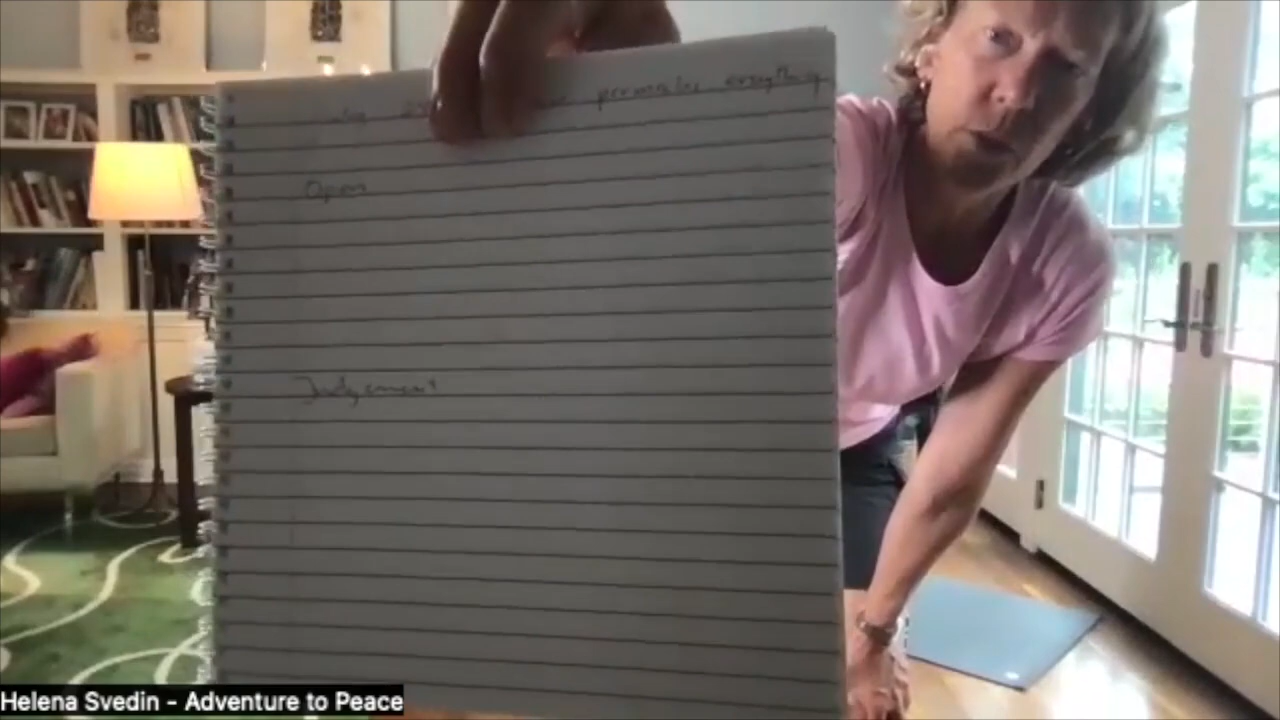 permeates everything
Open
Judgement
Helena Svedin - Adventure to Peace